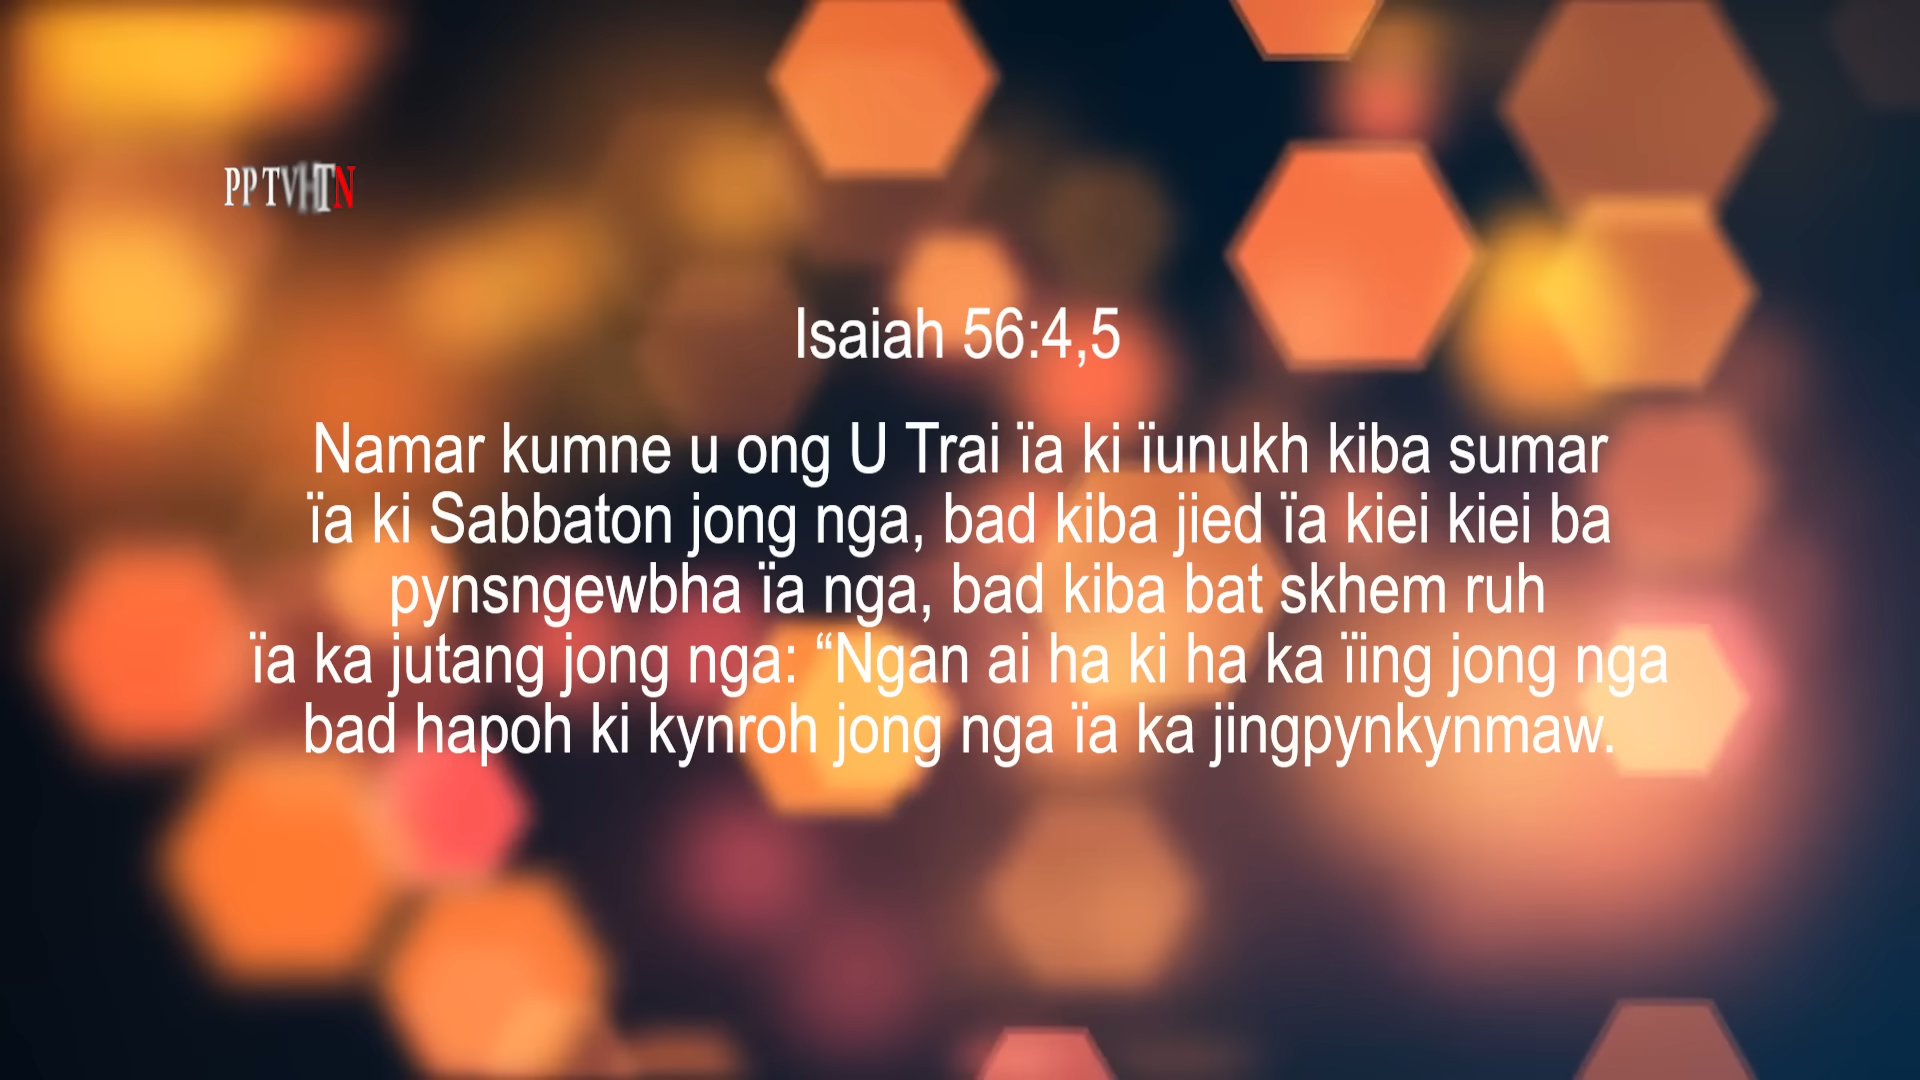 PPTVHTN
Isaiah 56:4,5
Namar kumne u ong U Trai ïa ki ïunukh kiba sumar
ïa ki Sabbaton jong nga, bad kiba jied ïa kiei kiei ba
pynsngewbha ïa nga, bad kiba bat skhem ruh
ïa ka jutang jong nga: “Ngan ai ha ki ha ka ïing jong nga
bad hapoh ki kynroh jong nga ïa ka jingpynkynmaw.